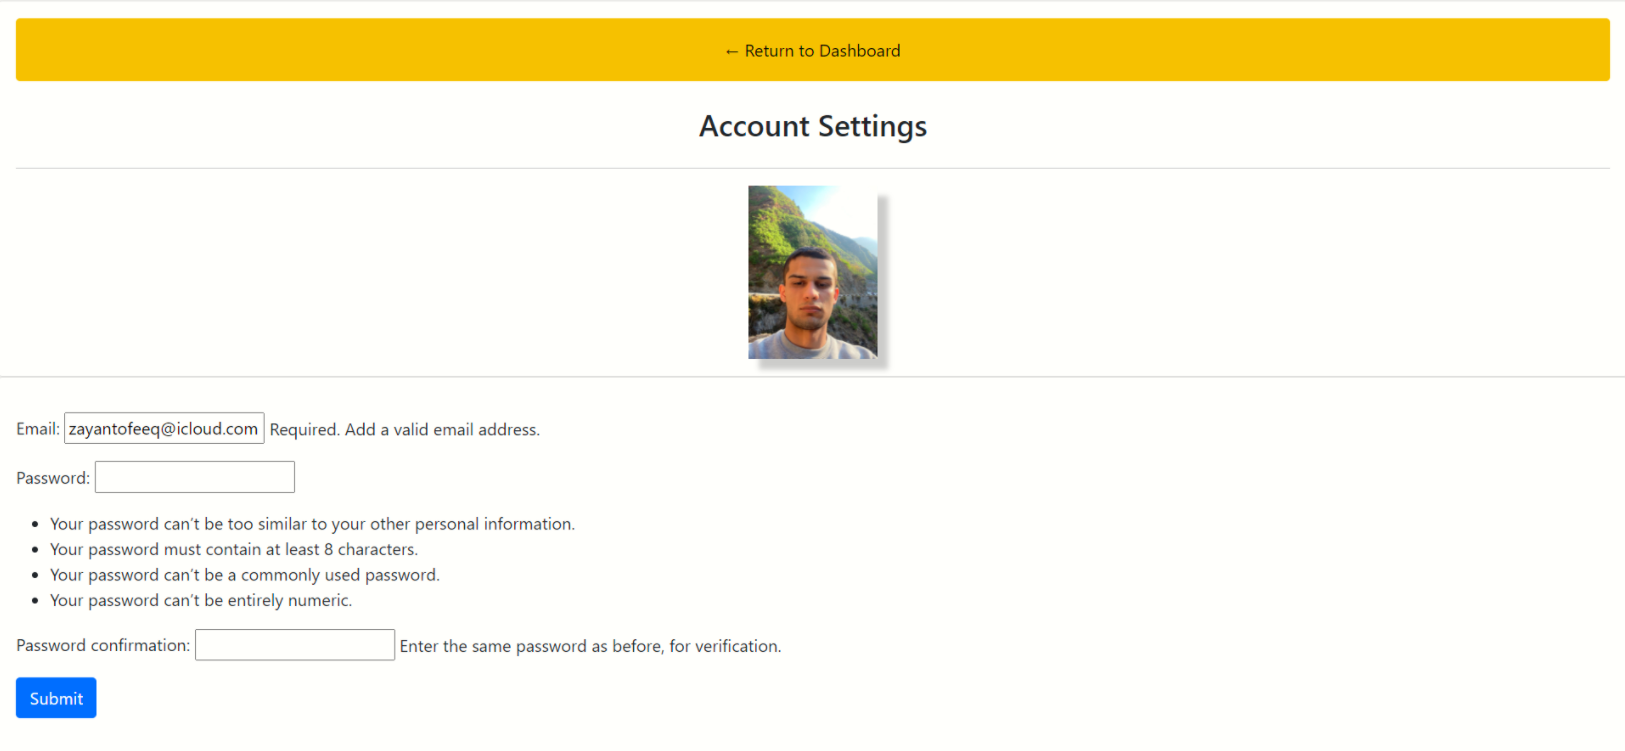 ← Return to Dashboard
Account Settings
Email: zayantofeeq@icloud.com Required. Add a valid email address.
Password:
• Your password can't be too similar to your other personal information.
• Your password must contain at least 8 characters.
• Your password can't be a commonly used password.
• Your password can't be entirely numeric.
Password confirmation: Enter the same password as before, for verification.
Submit